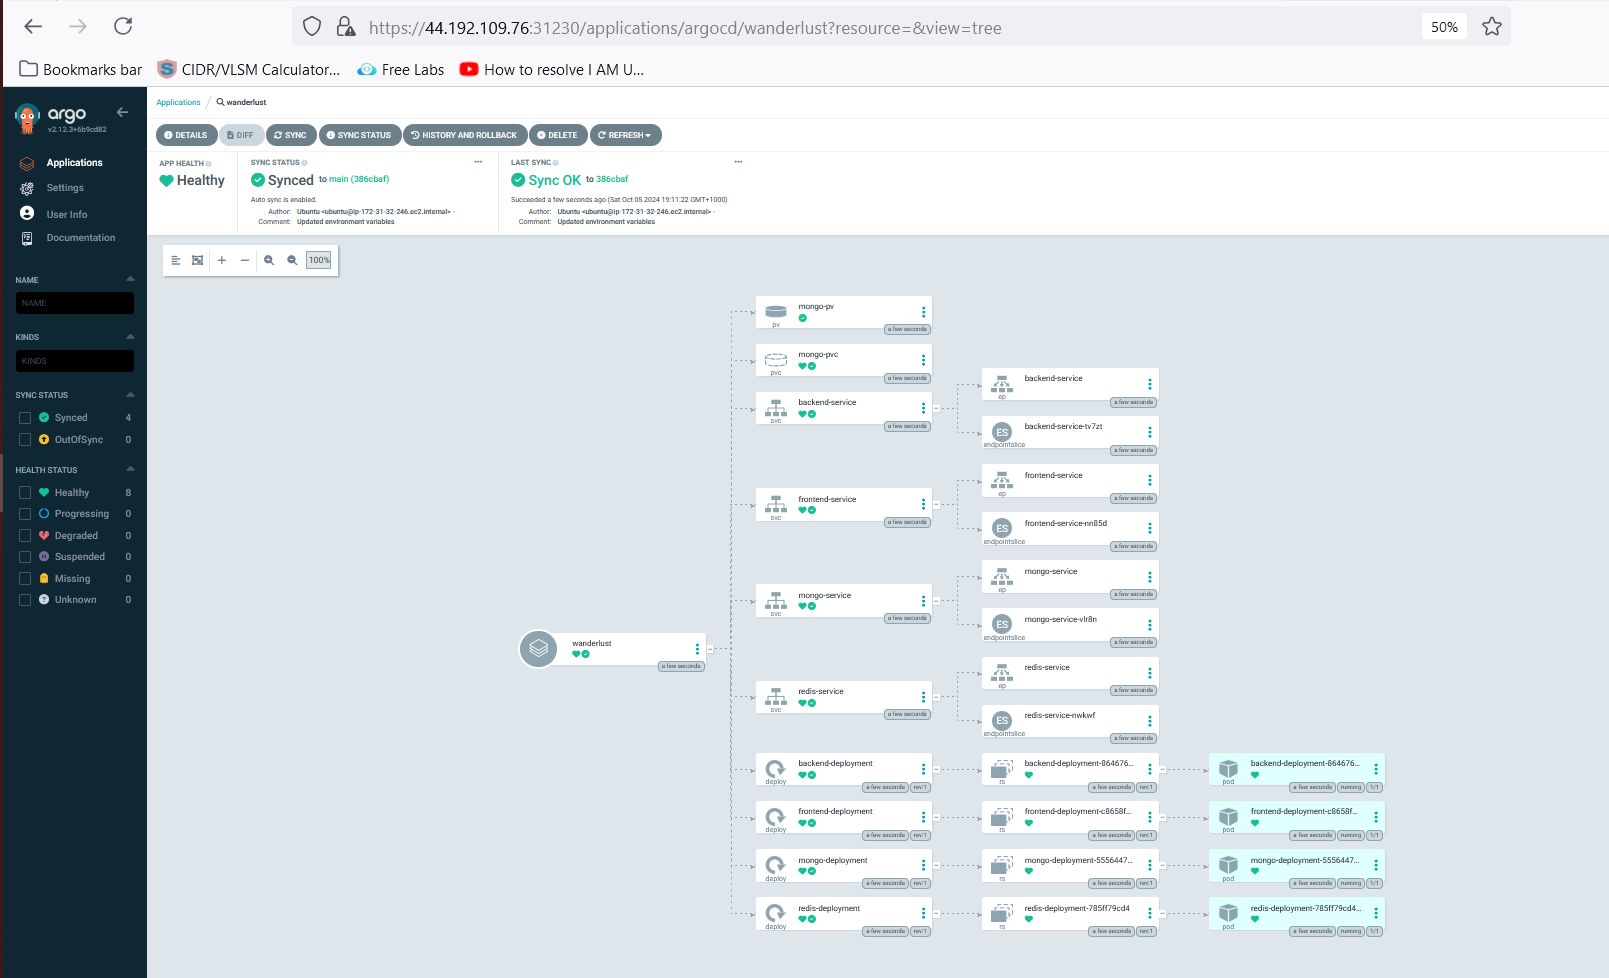 https://44.192.109.76:31230/applications/argocd/wanderlust?resource=&view=tree
50%
Bookmarks bar
CIDR/VLSM Calculator...
Free Labs
How to resolve I AM U...
argo
v2.12.3+6b9cd82
Applications
Settings
User Info
Documentation
NAME
NAME
KINDS
KINDS
SYNC STATUS
Synced 4
OutOfSync 0
HEALTH STATUS
Healthy 8
Progressing 0
Degraded 0
Suspended 0
Missing 0
Unknown 0
Applications / wanderlust
DETAILS DIFF SYNC SYNC STATUS HISTORY AND ROLLBACK DELETE REFRESH
APP HEALTH
Healthy
SYNC STATUS
Synced to main (386cbaf)
Auto sync is enabled.
Author: Ubuntu <ubuntu@ip-172-31-32-246.ec2.internal> -
Comment: Updated environment variables
LAST SYNC
Sync OK to 386cbaf
Succeeded a few seconds ago (Sat Oct 05 2024 19:11:22 GMT+1000)
Author: Ubuntu <ubuntu@ip-172-31-32-246.ec2.internal> -
Comment: Updated environment variables
100%
wanderlust
a few seconds
mongo-pv
pv
a few seconds
mongo-pvc
pvc
a few seconds
backend-service
svc
a few seconds
backend-service
ep
a few seconds
ES
backend-service-tv7zt
endpointslice
a few seconds
frontend-service
svc
a few seconds
frontend-service
ep
a few seconds
ES
frontend-service-nn85d
endpointslice
a few seconds
mongo-service
svc
a few seconds
mongo-service
ep
a few seconds
ES
mongo-service-vlr8n
endpointslice
a few seconds
redis-service
svc
a few seconds
redis-service
ep
a few seconds
ES
redis-service-nwkwf
endpointslice
a few seconds
backend-deployment
deploy
a few seconds rev:1
backend-deployment-864676...
rs
a few seconds rev:1
backend-deployment-864676...
pod
a few seconds running 1/1
frontend-deployment
deploy
a few seconds rev:1
frontend-deployment-c8658f...
rs
a few seconds rev:1
frontend-deployment-c8658f...
pod
a few seconds running 1/1
mongo-deployment
deploy
a few seconds rev:1
mongo-deployment-5556447...
rs
a few seconds rev:1
mongo-deployment-5556447...
pod
a few seconds running 1/1
redis-deployment
deploy
a few seconds rev:1
redis-deployment-785ff79cd4
rs
a few seconds rev:1
redis-deployment-785ff79cd4...
pod
a few seconds running 1/1